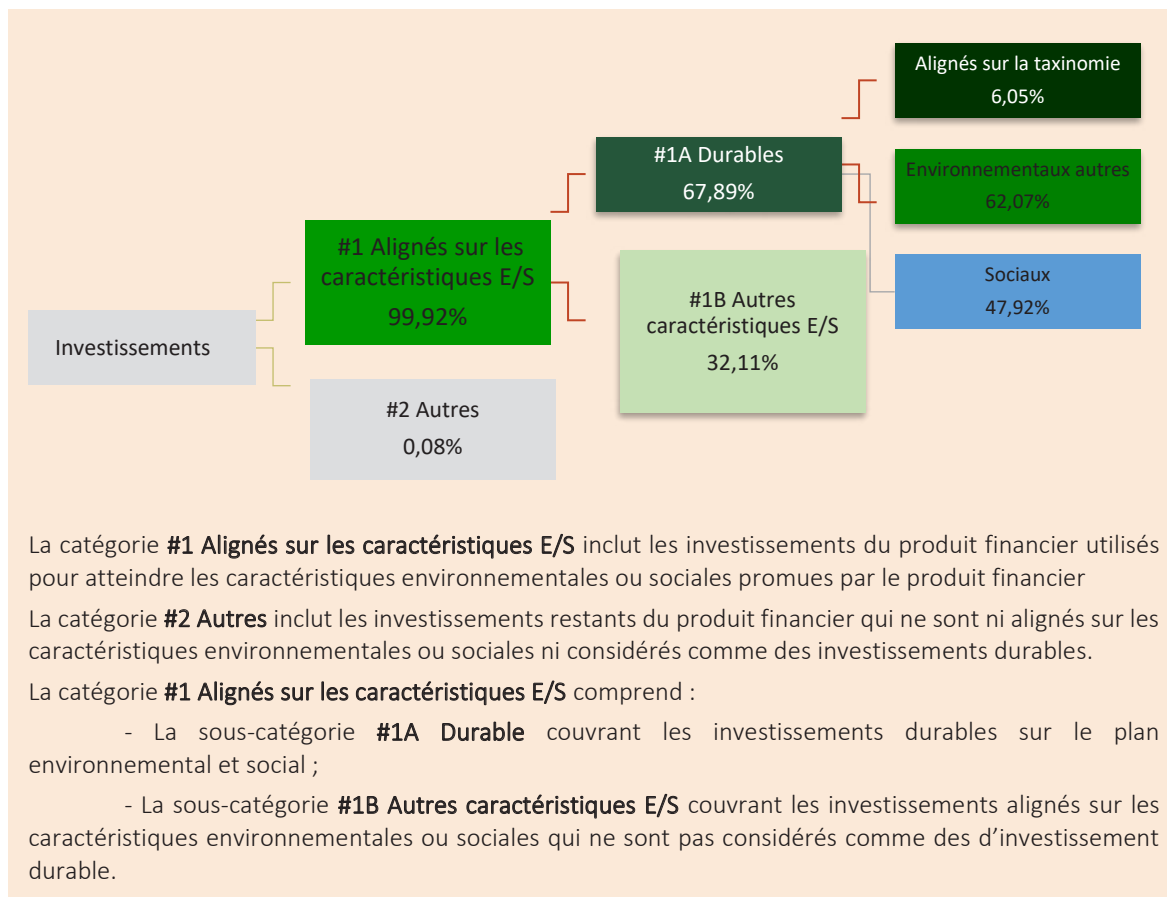 Alignés sur la taxinomie
6,05%
#1A Durables
67,89%
Environnementaux autres
62,07%
#1 Alignés sur les
caractéristiques E/S
99,92%
Sociaux
47,92%
#1B Autres
caractéristiques E/S
32,11%
Investissements
#2 Autres
0,08%
La catégorie #1 Alignés sur les caractéristiques E/S inclut les investissements du produit financier utilisés
pour atteindre les caractéristiques environnementales ou sociales promues par le produit financier
La catégorie #2 Autres inclut les investissements restants du produit financier qui ne sont ni alignés sur les
caractéristiques environnementales ou sociales ni considérés comme des investissements durables.
La catégorie #1 Alignés sur les caractéristiques E/S comprend :
- La sous-catégorie #1A Durable couvrant les investissements durables sur le plan
environnemental et social ;
- La sous-catégorie #1B Autres caractéristiques E/S couvrant les investissements alignés sur les
caractéristiques environnementales ou sociales qui ne sont pas considérés comme des d’investissement
durable.